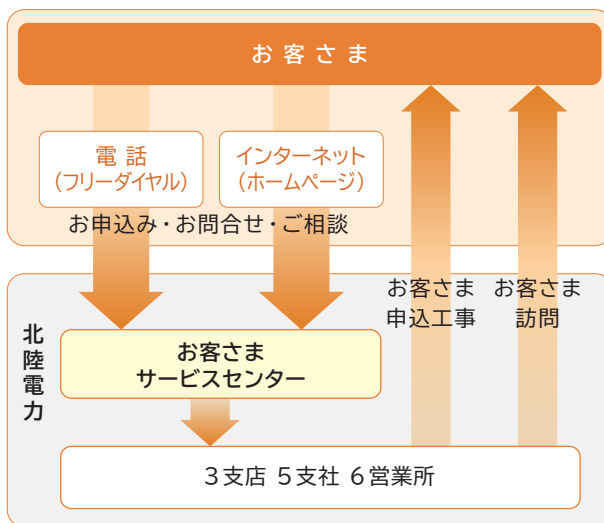 お客さま
電話
(フリーダイヤル)
インターネット
(ホームページ)
お申込み・お問合せ・ご相談
お客さま
申込工事
お客さま
訪問
北陸電力
お客さま
サービスセンター
3支店 5支社 6営業所